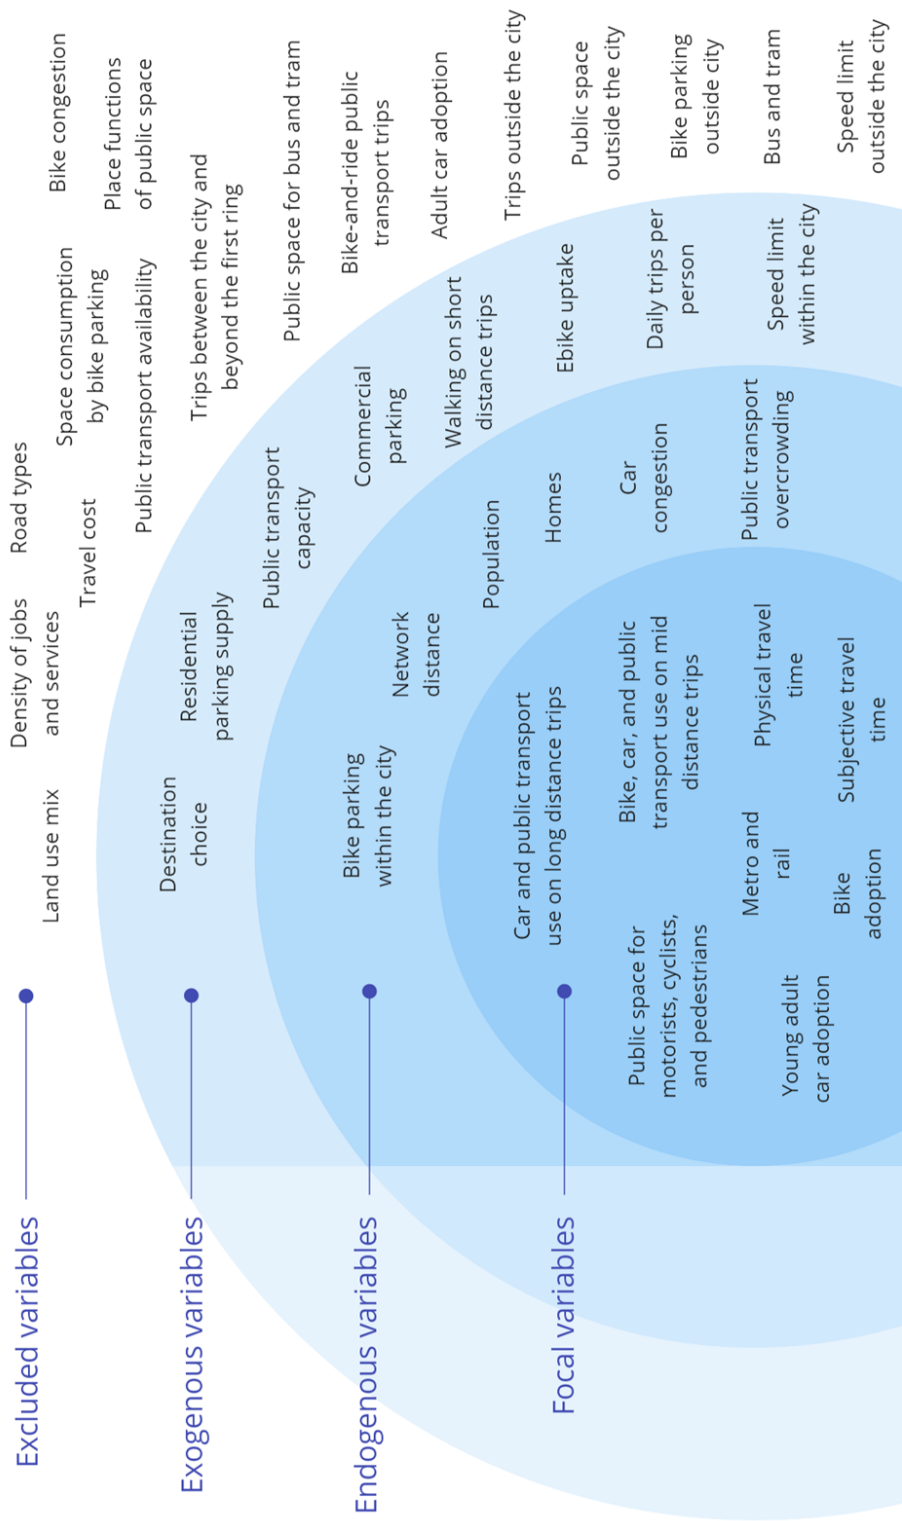 Excluded variables
Land use mix
Density of jobs
and services
Road types
Travel cost
Space consumption
by bike parking
Bike congestion
Public transport availability
Place functions
of public space
Trips between the city and
beyond the first ring
Public space for bus and tram
Bike-and-ride public
transport trips
Adult car adoption
Trips outside the city
Public space
outside the city
Bike parking
outside city
Bus and tram
Speed limit
outside the city
Exogenous variables
Destination
choice
Residential
parking supply
Public transport
capacity
Commercial
parking
Walking on short
distance trips
Ebike uptake
Daily trips per
person
Speed limit
within the city
Endogenous variables
Bike parking
within the city
Network
distance
Population
Homes
Car
congestion
Public transport
overcrowding
Focal variables
Car and public transport
use on long distance trips
Public space for
motorists, cyclists,
and pedestrians
Bike, car, and public
transport use on mid
distance trips
Metro and
rail
Physical travel
time
Young adult
car adoption
Bike
adoption
Subjective travel
time